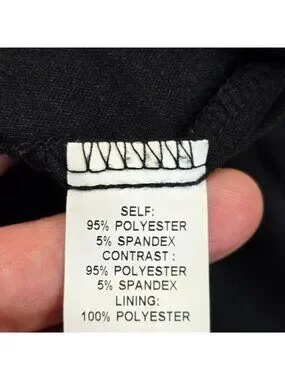 SELF:
95% POLYESTER
5% SPANDEX
CONTRAST :
95% POLYESTER
5% SPANDEX
LINING:
100% POLYESTER